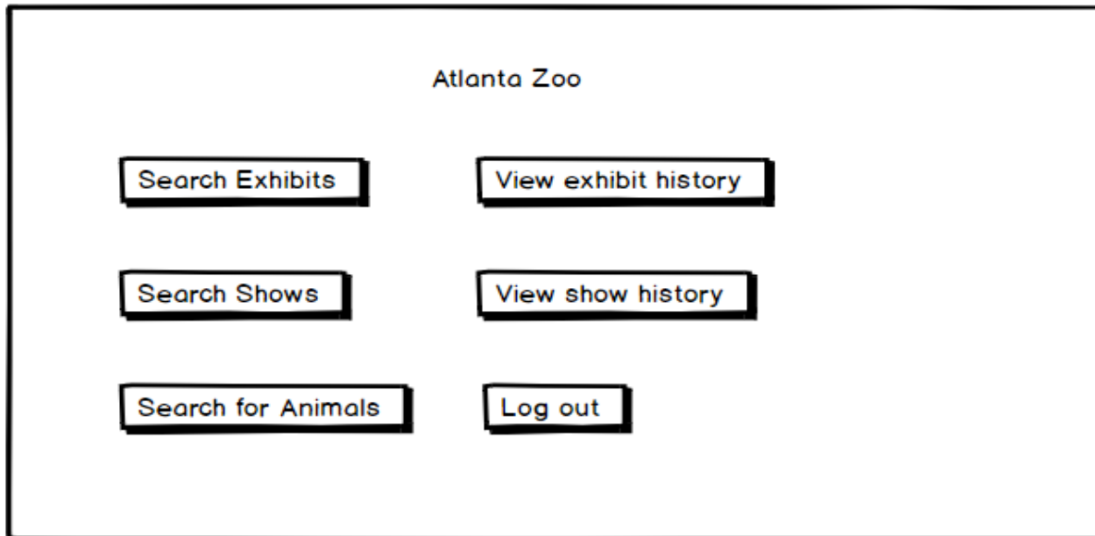 Atlanta Zoo
Search Exhibits
View exhibit history
Search Shows
View show history
Search for Animals
Log out